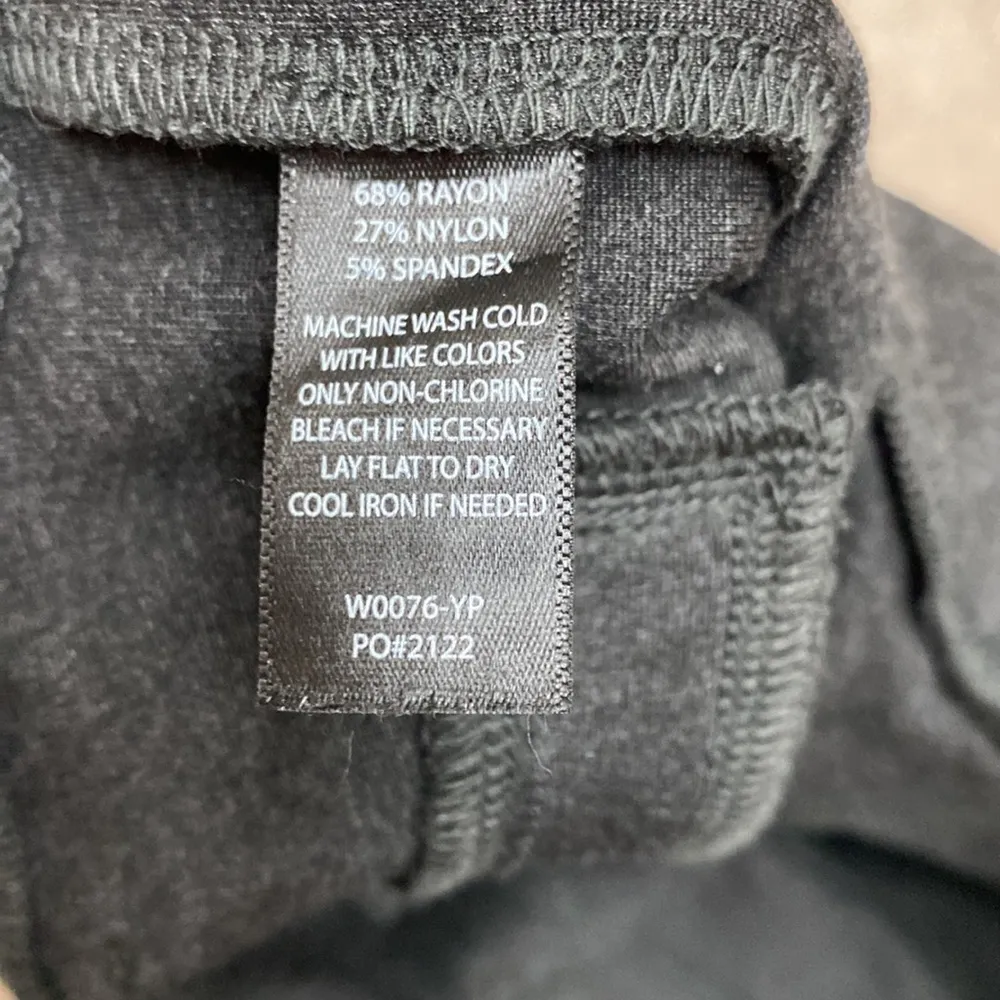 68% RAYON
27% NYLON
5% SPANDEX
MACHINE WASH COLD
WITH LIKE COLORS
ONLY NON-CHLORINE
BLEACH IF NECESSARY
LAY FLAT TO DRY
COOL IRON IF NEEDED
W0076-YP
PO#2122